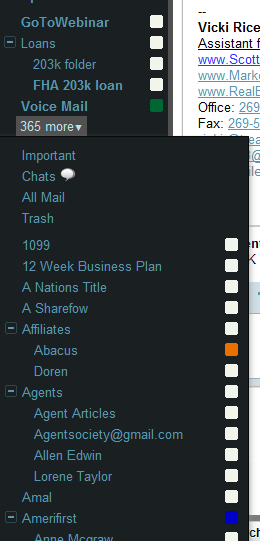 GoToWebinar
Loans
203k folder
FHA 203k loan
Voice Mail
365 more▾
Important
Chats
All Mail
Trash
1099
12 Week Business Plan
A Nations Title
A Sharefow
Affiliates
Abacus
Doren
Agents
Agent Articles
Agentsociety@gmail.com
Allen Edwin
Lorene Taylor
Amal
Amerifirst
Anne Mcgraw
--
Vicki Rice
Assistant f
www.Scott
www.Marke
www.RealE
Office: 269
Fax: 269-5